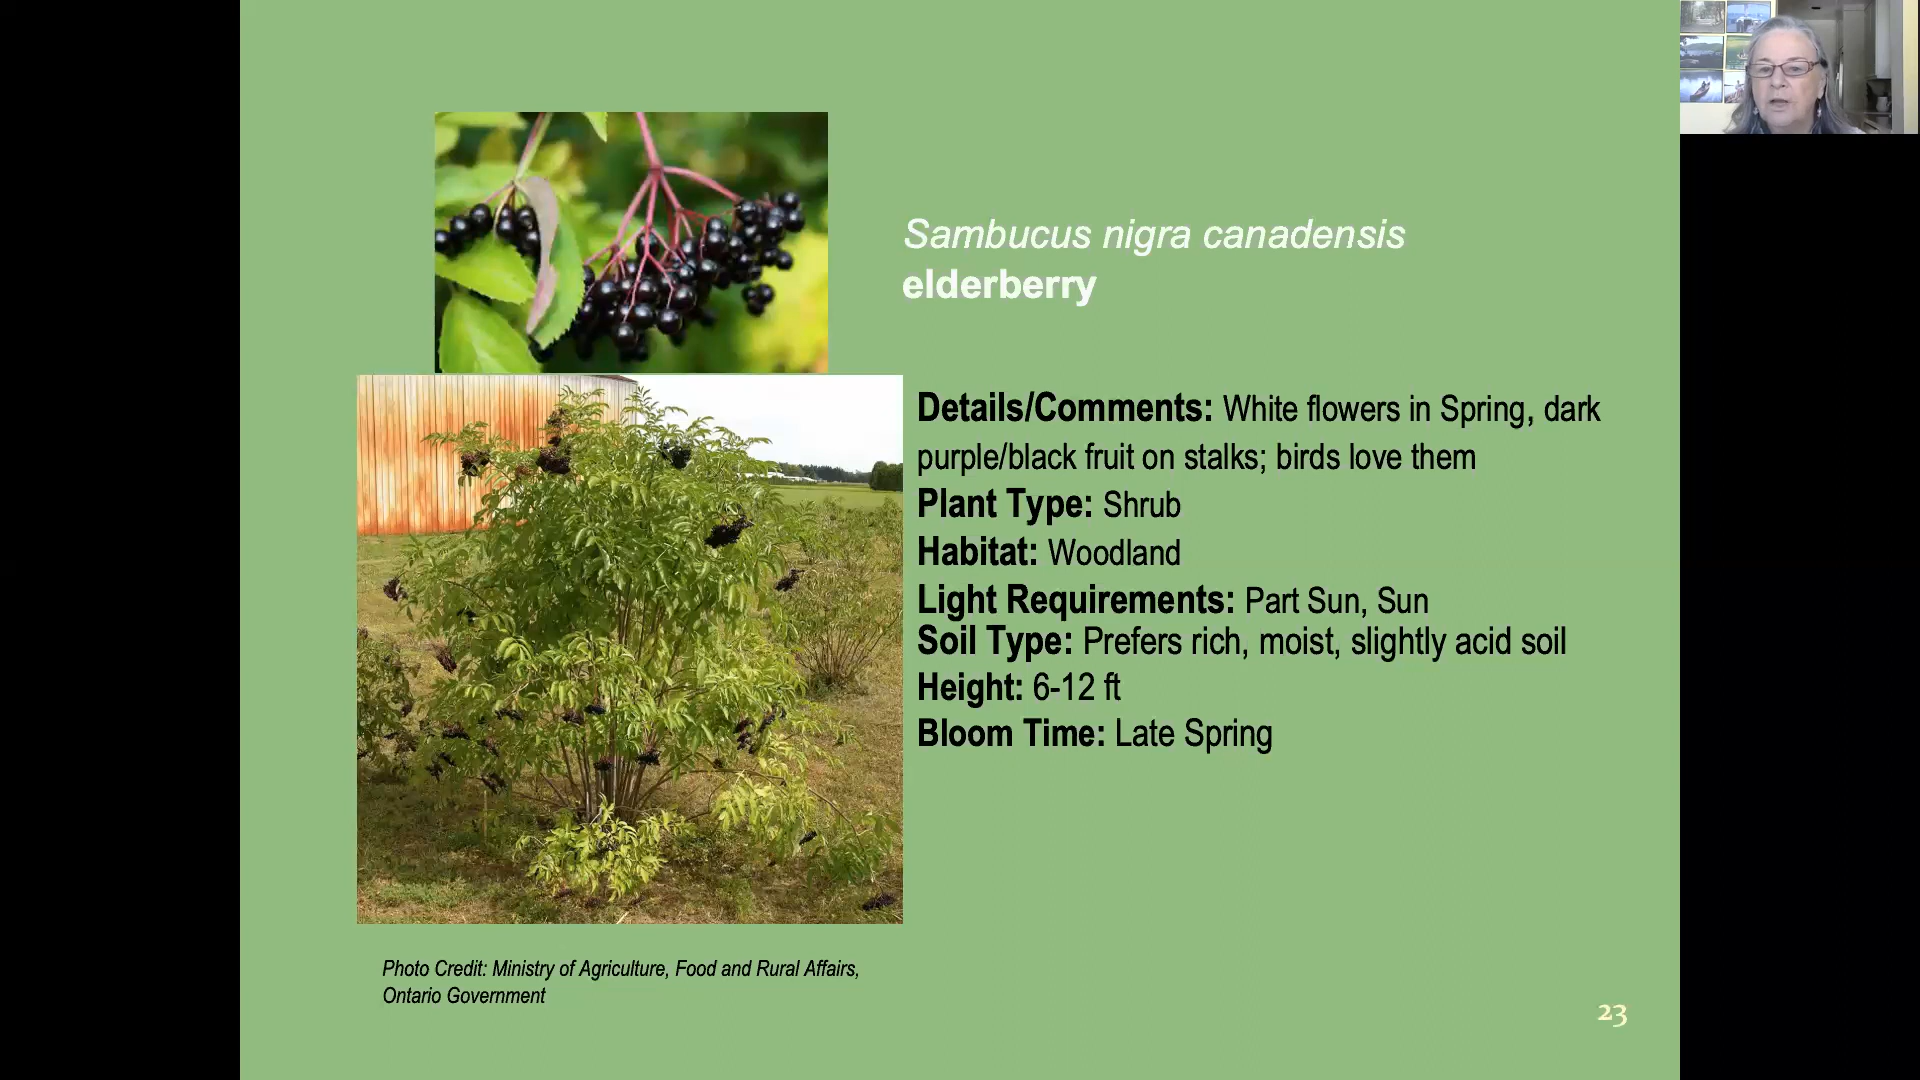 Sambucus nigra canadensis
elderberry
Details/Comments: White flowers in Spring, dark
purple/black fruit on stalks; birds love them
Plant Type: Shrub
Habitat: Woodland
Light Requirements: Part Sun, Sun
Soil Type: Prefers rich, moist, slightly acid soil
Height: 6-12 ft
Bloom Time: Late Spring
Photo Credit: Ministry of Agriculture, Food and Rural Affairs,
Ontario Government
23